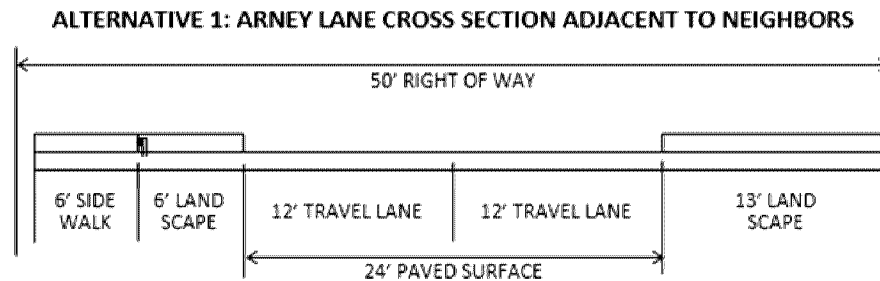 ALTERNATIVE 1: ARNEY LANE CROSS SECTION ADJACENT TO NEIGHBORS
50' RIGHT OF WAY
6' SIDE
WALK
6' LAND
SCAPE
12' TRAVEL LANE
12' TRAVEL LANE
13' LAND
SCAPE
24' PAVED SURFACE